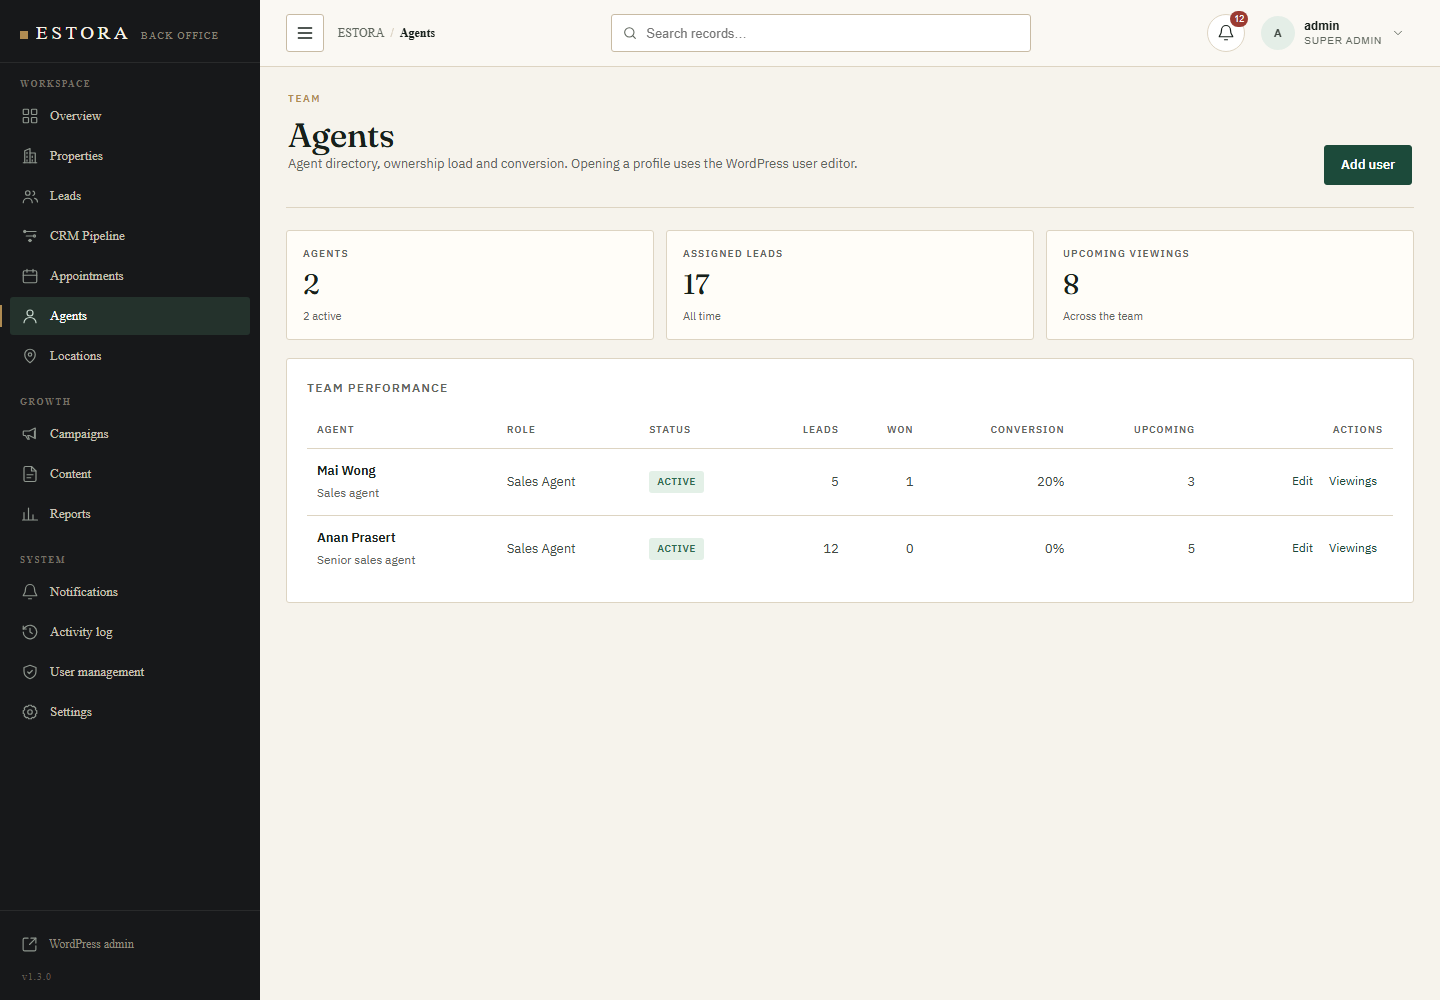 ESTORA BACK OFFICE
WORKSPACE
Overview
Properties
Leads
CRM Pipeline
Appointments
Agents
Locations
GROWTH
Campaigns
Content
Reports
SYSTEM
Notifications
Activity log
User management
Settings
WordPress admin
v1.3.0
ESTORA / Agents
Search records...
12
A
admin
SUPER ADMIN
TEAM
Agents
Agent directory, ownership load and conversion. Opening a profile uses the WordPress user editor.
Add user
AGENTS
2
2 active
ASSIGNED LEADS
17
All time
UPCOMING VIEWINGS
8
Across the team
TEAM PERFORMANCE
AGENT ROLE STATUS LEADS WON CONVERSION UPCOMING ACTIONS
Mai Wong
Sales agent
Sales Agent ACTIVE 5 1 20% 3 Edit Viewings
Anan Prasert
Senior sales agent
Sales Agent ACTIVE 12 0 0% 5 Edit Viewings